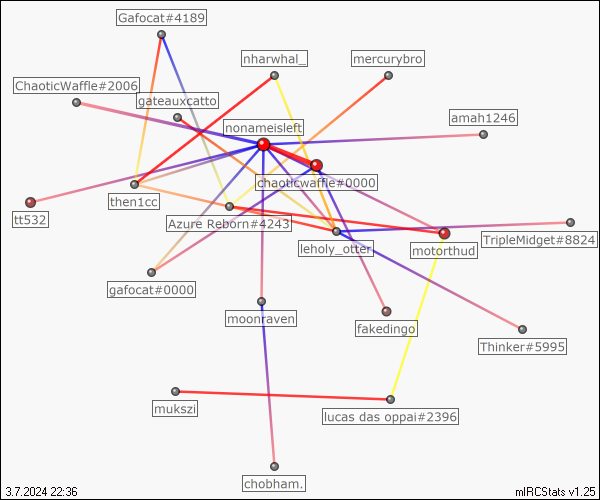 Gafocat#4189
nharwhal_
mercurybro
ChaoticWaffle#2006
gateauxcatto
amah1246
nonameisleft
chaoticwaffle#0000
then1cc
tt532
Azure Reborn#4243
leholy_otter
TripleMidget#8824
motorthud
gafocat#0000
moonraven
fakedingo
Thinker#5995
mukszi
lucas das oppai#2396
chobham.
3.7.2024 22:36
mIRCStats v1.25